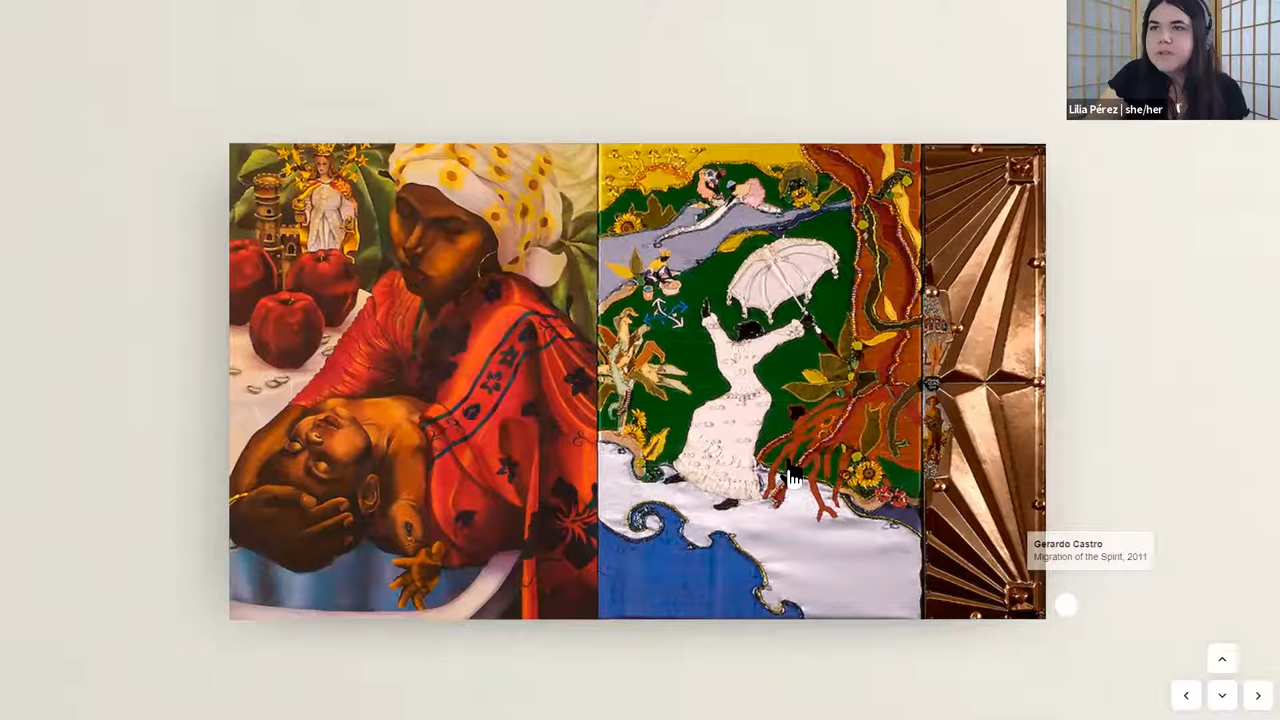 Lilia Pérez | she/her
Gerardo Castro
Migration of the Spirit, 2011